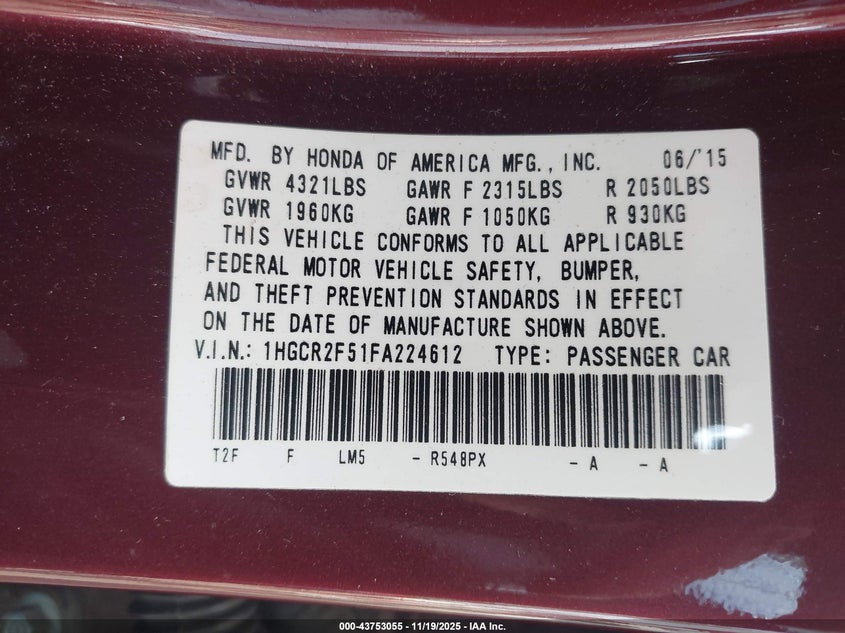 MFD. BY HONDA OF AMERICA MFG., INC. 06/'15
GVWR 4321LBS GAWR F 2315LBS R 2050LBS
GVWR 1960KG GAWR F 1050KG R 930KG
THIS VEHICLE CONFORMS TO ALL APPLICABLE
FEDERAL MOTOR VEHICLE SAFETY, BUMPER,
AND THEFT PREVENTION STANDARDS IN EFFECT
ON THE DATE OF MANUFACTURE SHOWN ABOVE.
V.I.N.: 1HGCR2F51FA224612 TYPE: PASSENGER CAR
T2F F LM5 - R548PX - A - A
000-43753055 - 11/19/2025 - IAA Inc.